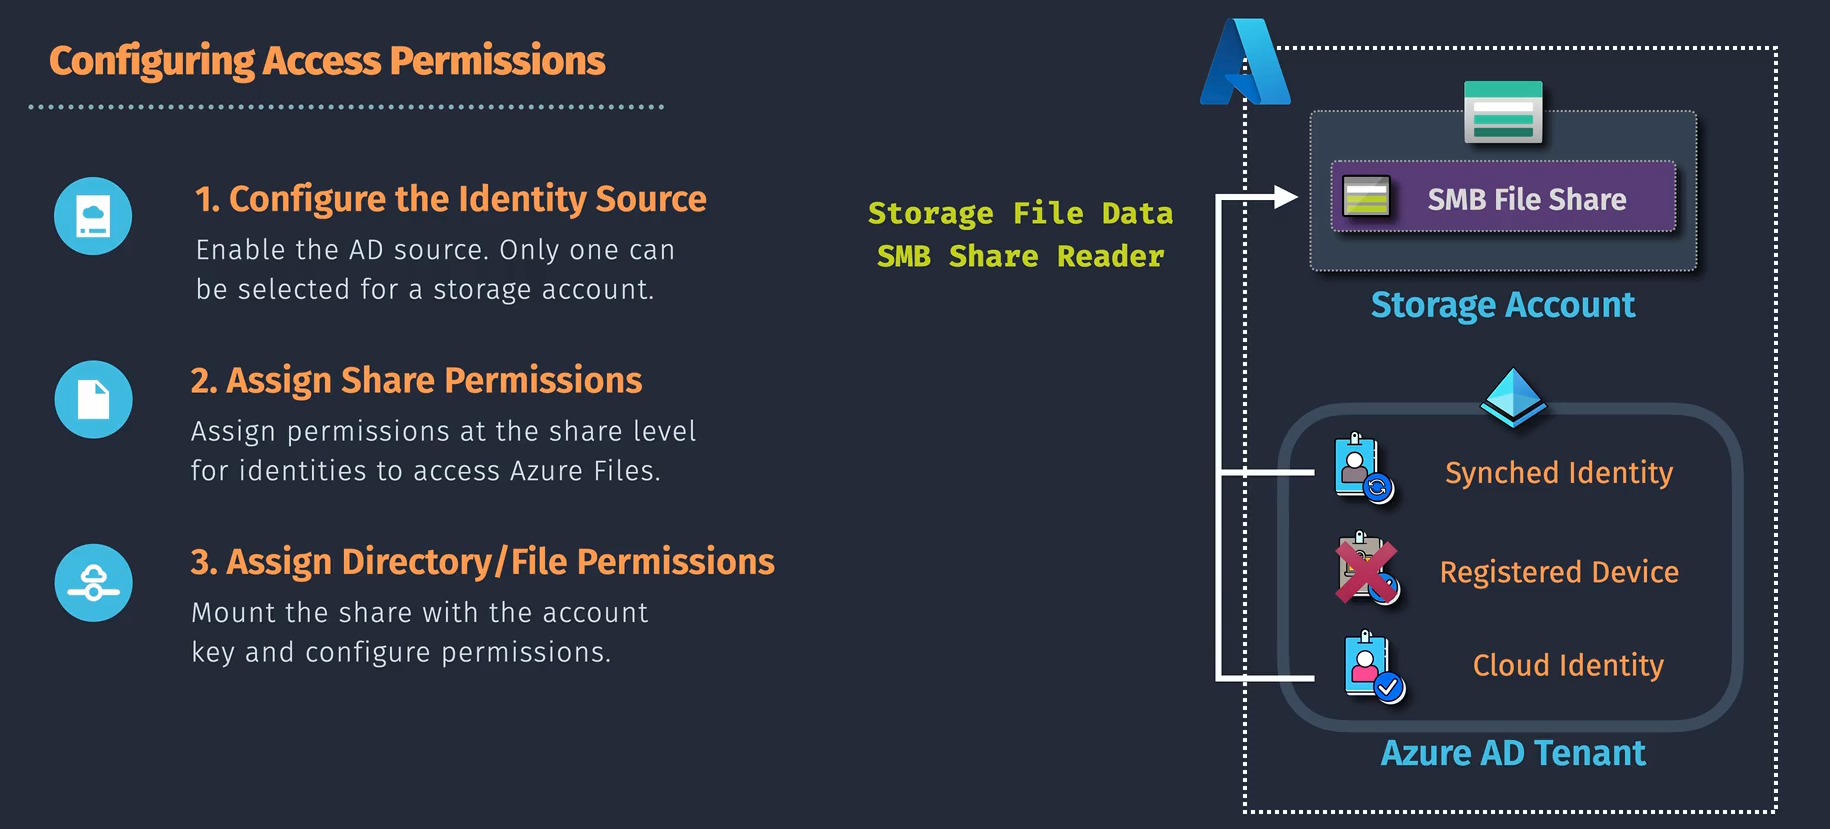 Configuring Access Permissions
1. Configure the Identity Source
Enable the AD source. Only one can
be selected for a storage account.
2. Assign Share Permissions
Assign permissions at the share level
for identities to access Azure Files.
3. Assign Directory/File Permissions
Mount the share with the account
key and configure permissions.
Storage File Data
SMB Share Reader
SMB File Share
Storage Account
Synched Identity
Registered Device
Cloud Identity
Azure AD Tenant